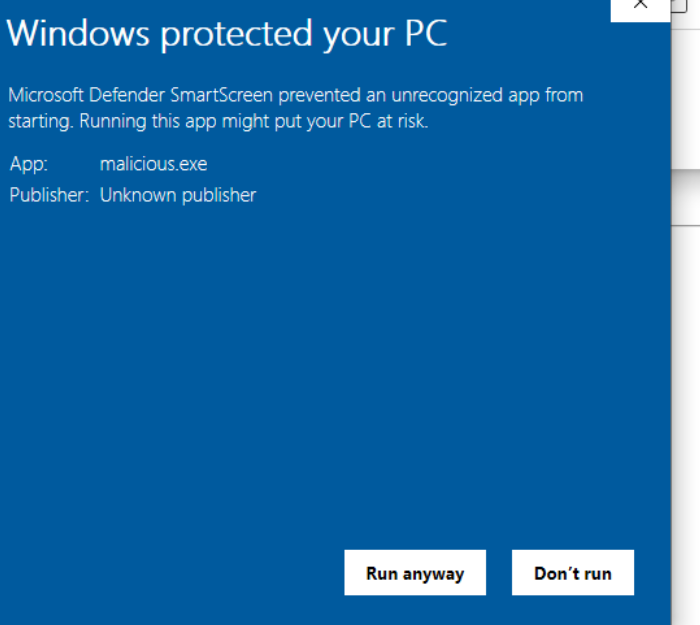 Windows protected your PC
Microsoft Defender SmartScreen prevented an unrecognized app from
starting. Running this app might put your PC at risk.
App: malicious.exe
Publisher: Unknown publisher
Run anyway Don’t run